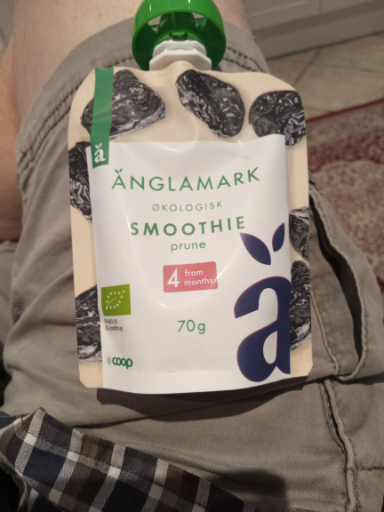 å
ÄNGLAMARK
ØKOLOGISK
SMOOTHIE
prune
4 from
months
70g
coop
å